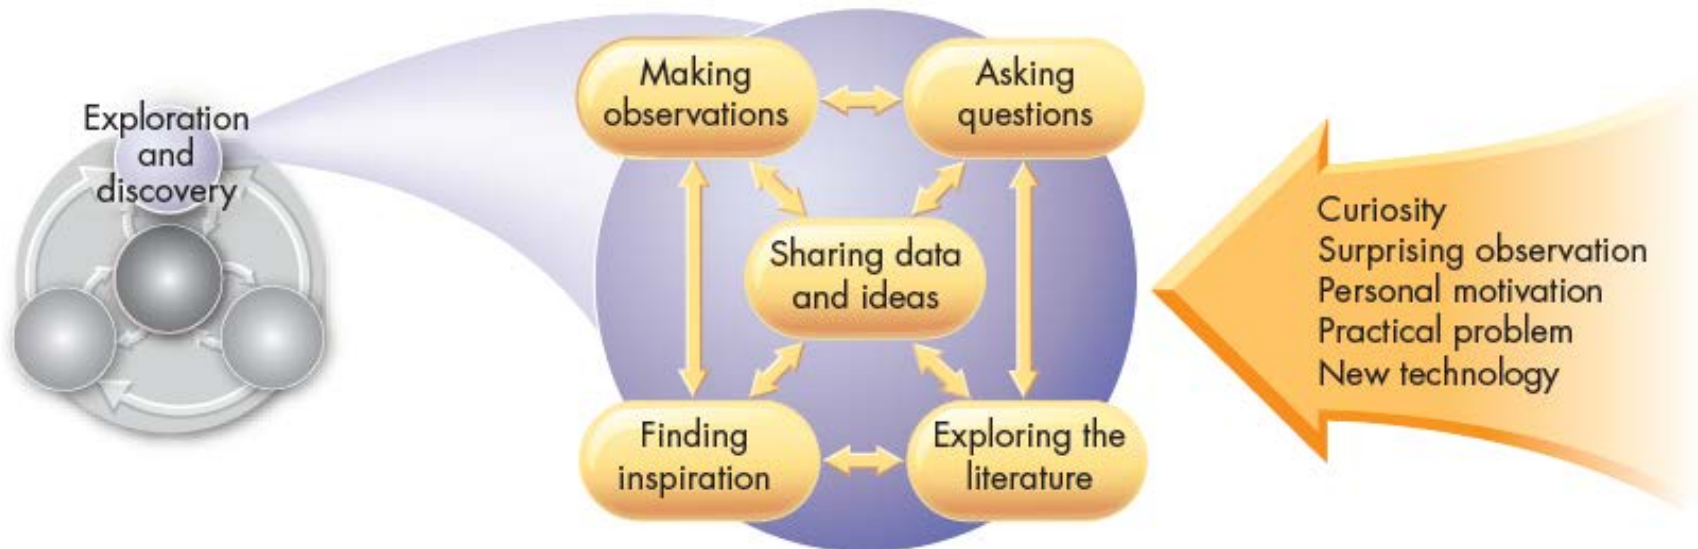 Exploration
and
discovery
Making
observations
Asking
questions
Sharing data
and ideas
Finding
inspiration
Exploring the
literature
Curiosity
Surprising observation
Personal motivation
Practical problem
New technology